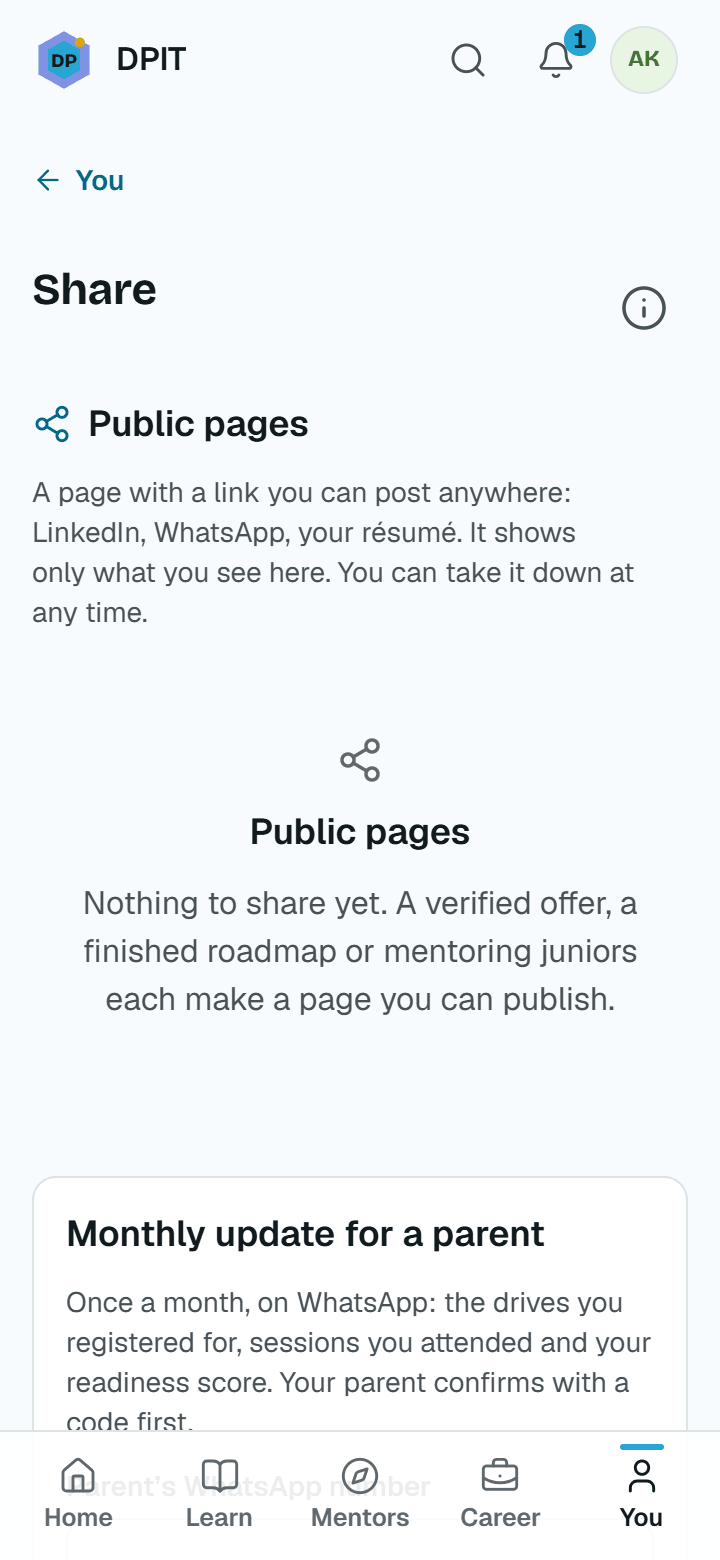 DP
DPIT
1
AK
You
Share
Public pages
A page with a link you can post anywhere:
LinkedIn, WhatsApp, your résumé. It shows
only what you see here. You can take it down at
any time.
Public pages
Nothing to share yet. A verified offer, a
finished roadmap or mentoring juniors
each make a page you can publish.
Monthly update for a parent
Once a month, on WhatsApp: the drives you
registered for, sessions you attended and your
readiness score. Your parent confirms with a
code first.
Parent's WhatsApp number
Home
Learn
Mentors
Career
You